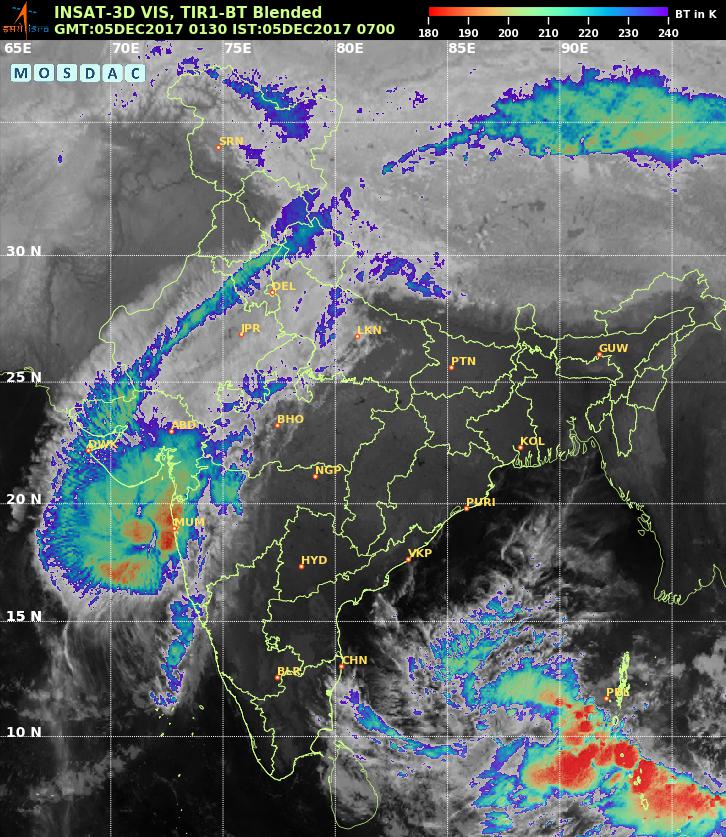 INSAT-3D VIS, TIR1-BT Blended
GMT:05DEC2017 0130 IST:05DEC2017 0700
BT in K
180 190 200 210 220 230 240
65E 70E 75E 80E 85E 90E
M O S D A C
SRN
30 N
DEL
JPR LKN
GUW
PTN
25 N
BHO
ABD
KOL
DWK
NGP
20 N
PURI
MUM
VKP
HYD
15 N
CHN
BLR
PBL
10 N